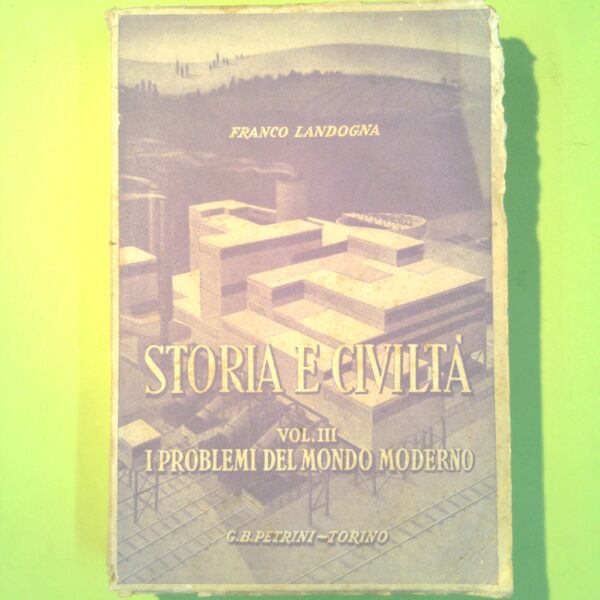 FRANCO LANDOGNA
STORIA E CIVILTÀ
VOL. III
I PROBLEMI DEL MONDO MODERNO
G.B. PETRINI - TORINO